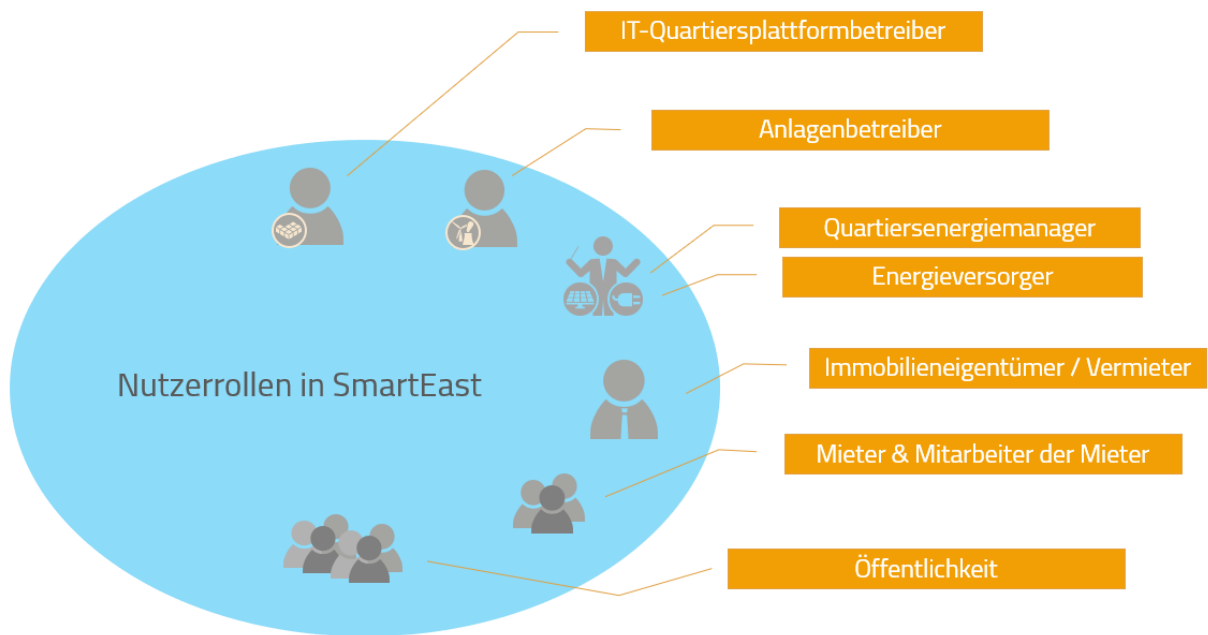 IT-Quartiersplattformbetreiber
Anlagenbetreiber
Quartiersenergiemanager
Energieversorger
Immobilieneigentümer / Vermieter
Nutzerrollen in SmartEast
Mieter & Mitarbeiter der Mieter
Öffentlichkeit